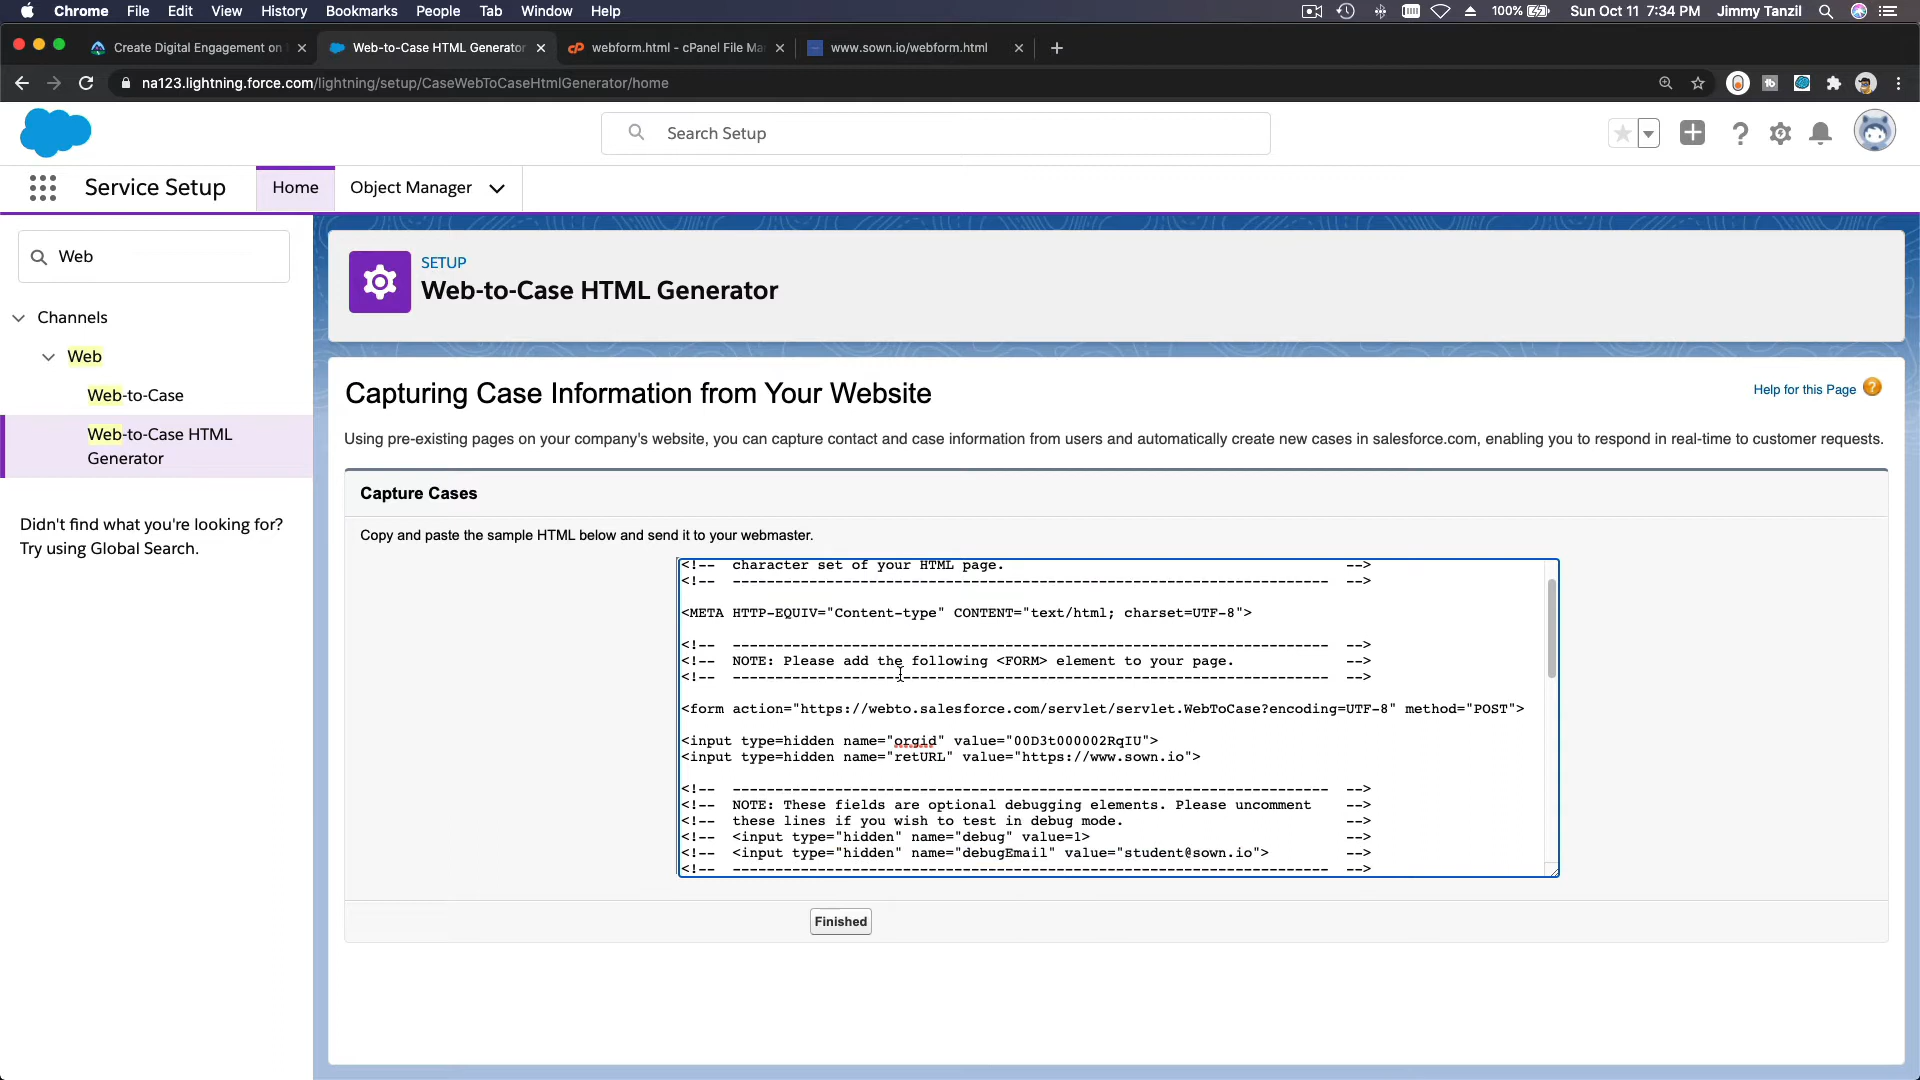 Chrome File Edit View History Bookmarks People Tab Window Help 100% Sun Oct 11 7:34 PM Jimmy Tanzil
Create Digital Engagement on Web-to-Case HTML Generator webform.html - cPanel File Ma www.sown.io/webform.html
na123.lightning.force.com/lightning/setup/CaseWebToCaseHtmlGenerator/home
Search Setup
Service Setup Home Object Manager
Web
Channels
Web
Web-to-Case
Web-to-Case HTML
Generator
Didn't find what you're looking for?
Try using Global Search.
SETUP
Web-to-Case HTML Generator
Capturing Case Information from Your Website
Help for this Page
Using pre-existing pages on your company's website, you can capture contact and case information from users and automatically create new cases in salesforce.com, enabling you to respond in real-time to customer requests.
Capture Cases
Copy and paste the sample HTML below and send it to your webmaster.
<!-- character set of your HTML page. -->
<!-- ---------------------------------------------------------------------- -->
<META HTTP-EQUIV="Content-type" CONTENT="text/html; charset=UTF-8">
<!-- ---------------------------------------------------------------------- -->
<!-- NOTE: Please add the following <FORM> element to your page. -->
<!-- ---------------------------------------------------------------------- -->
<form action="https://webto.salesforce.com/servlet/servlet.WebToCase?encoding=UTF-8" method="POST">
<input type=hidden name="orgid" value="00D3t000002RqIU">
<input type=hidden name="retURL" value="https://www.sown.io">
<!-- ---------------------------------------------------------------------- -->
<!-- NOTE: These fields are optional debugging elements. Please uncomment -->
<!-- these lines if you wish to test in debug mode. -->
<!-- <input type="hidden" name="debug" value=1> -->
<!-- <input type="hidden" name="debugEmail" value="student@sown.io"> -->
<!-- ---------------------------------------------------------------------- -->
Finished